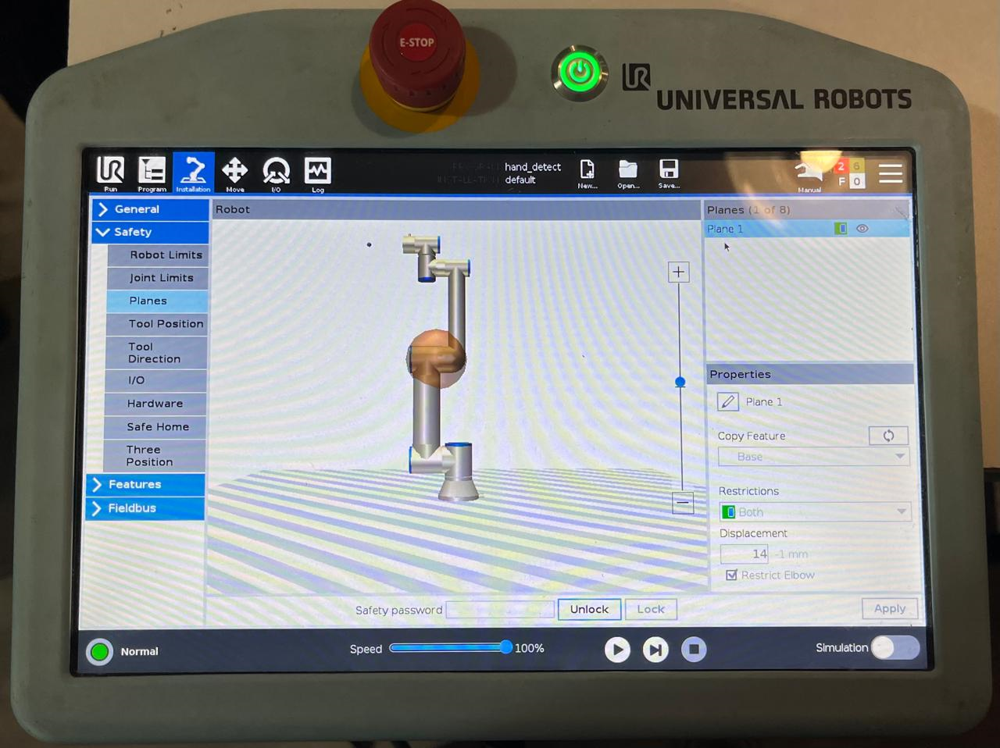 E-STOP
UR
UNIVERSAL ROBOTS
Run
Program
Installation
Move
I/O
Log
PROGRAM hand_detect
INSTALLATION default
New...
Open...
Save...
Manual
2 6
F 0
General
Safety
Robot Limits
Joint Limits
Planes
Tool Position
Tool
Direction
I/O
Hardware
Safe Home
Three
Position
Features
Fieldbus
Robot
Planes (1 of 8)
Plane 1
Properties
Plane 1
Copy Feature
Base
Restrictions
Both
Displacement
14 -1 mm
Restrict Elbow
Safety password
Unlock
Lock
Apply
Normal
Speed
100%
Simulation